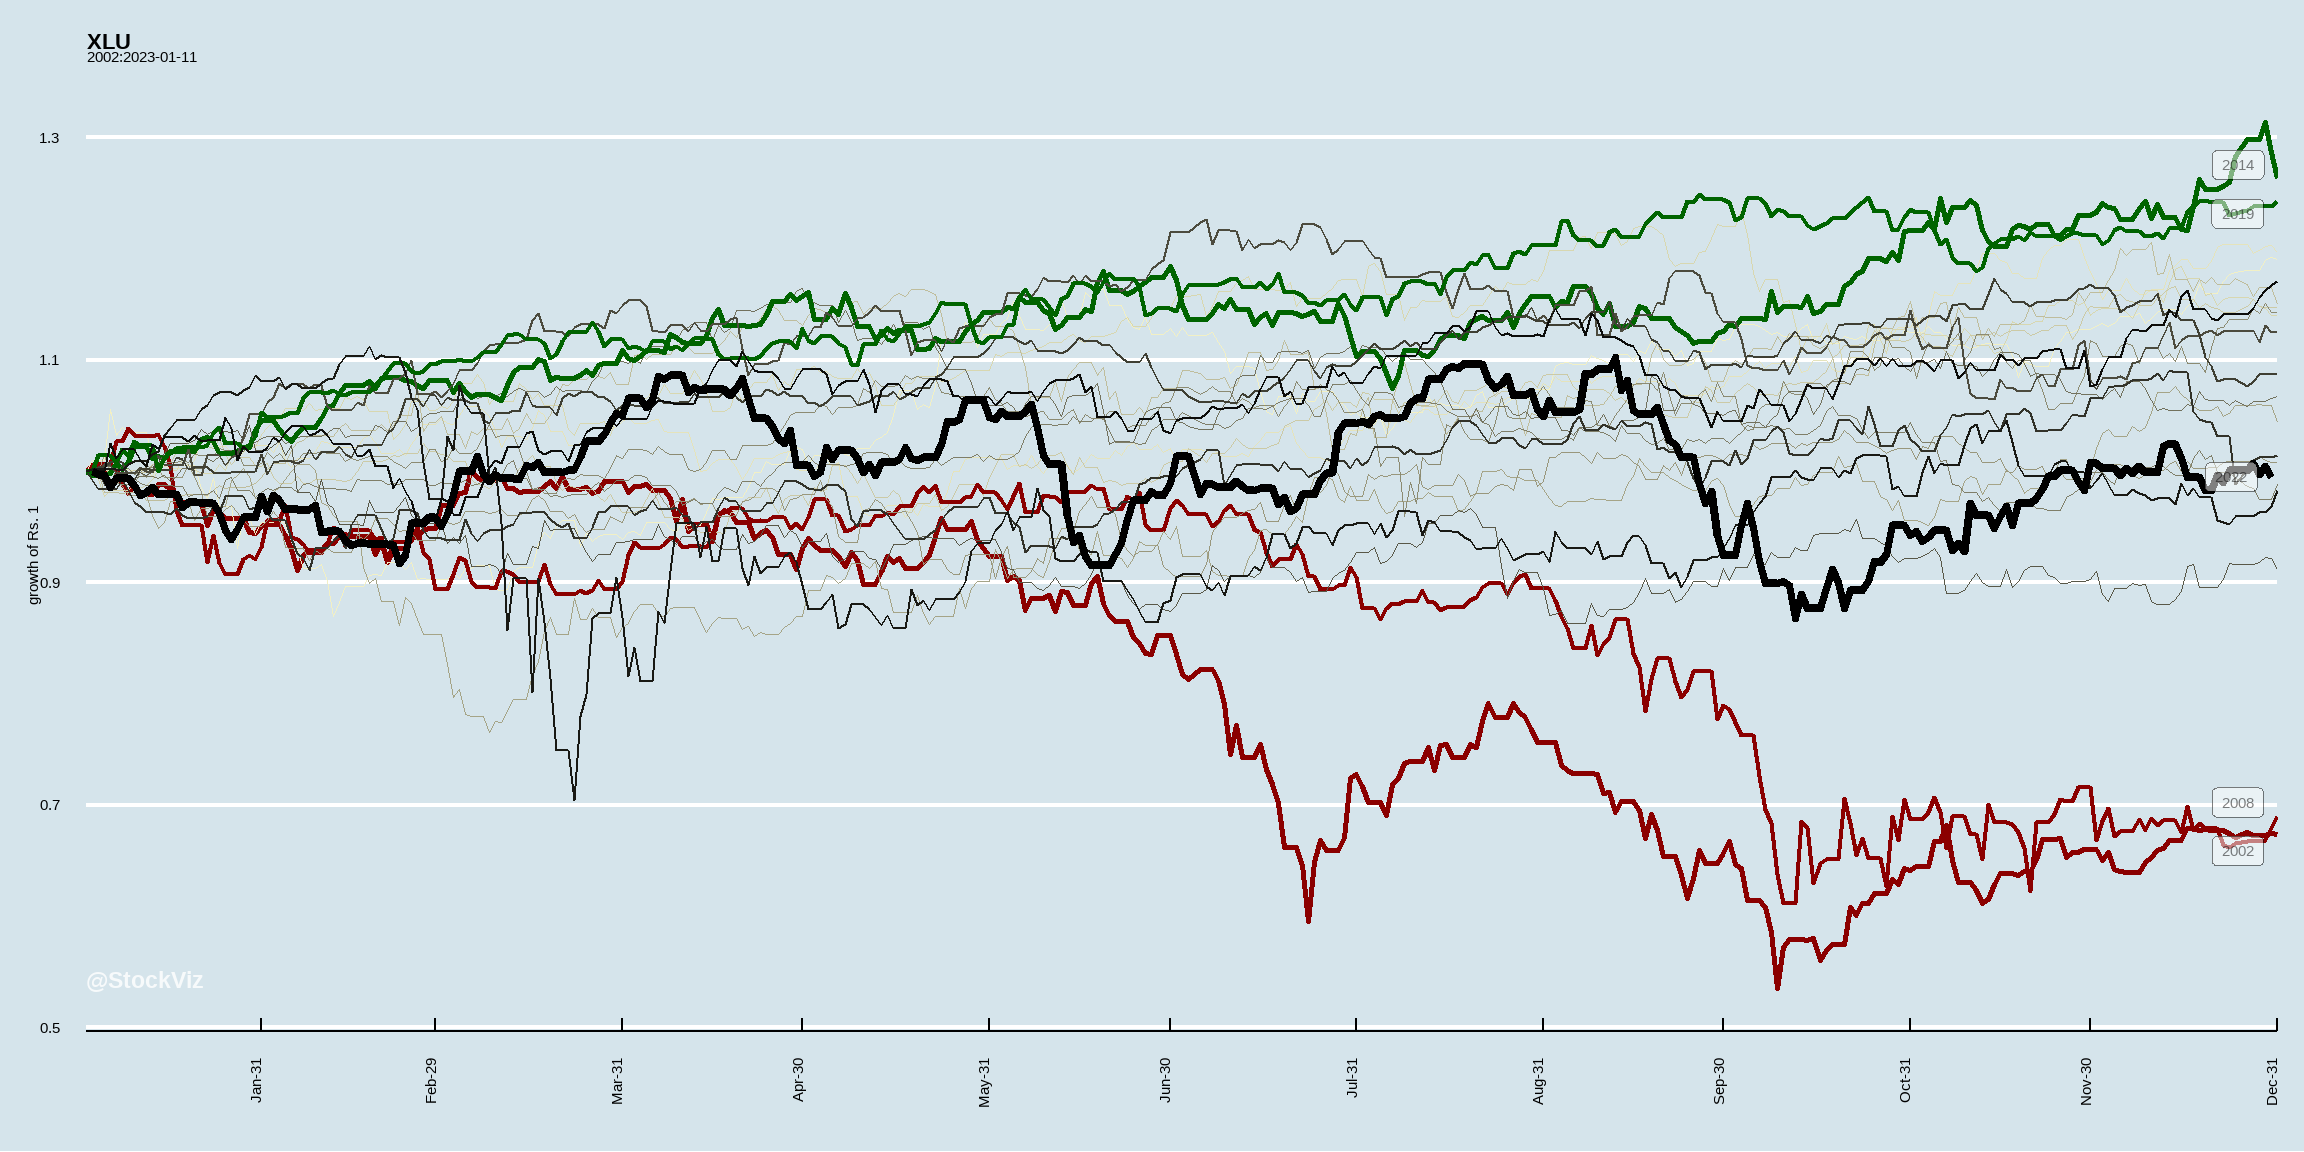 XLU
2002:2023-01-11
1.3
1.1
0.9
0.7
0.5
growth of Rs. 1
2014
2019
2022
2008
2002
@StockViz
Jan-31
Feb-29
Mar-31
Apr-30
May-31
Jun-30
Jul-31
Aug-31
Sep-30
Oct-31
Nov-30
Dec-31